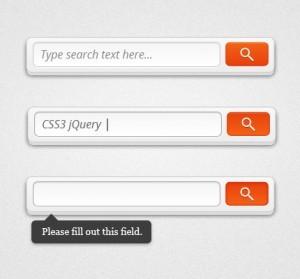 Type search text here...
CSS3 jQuery |
Please fill out this field.